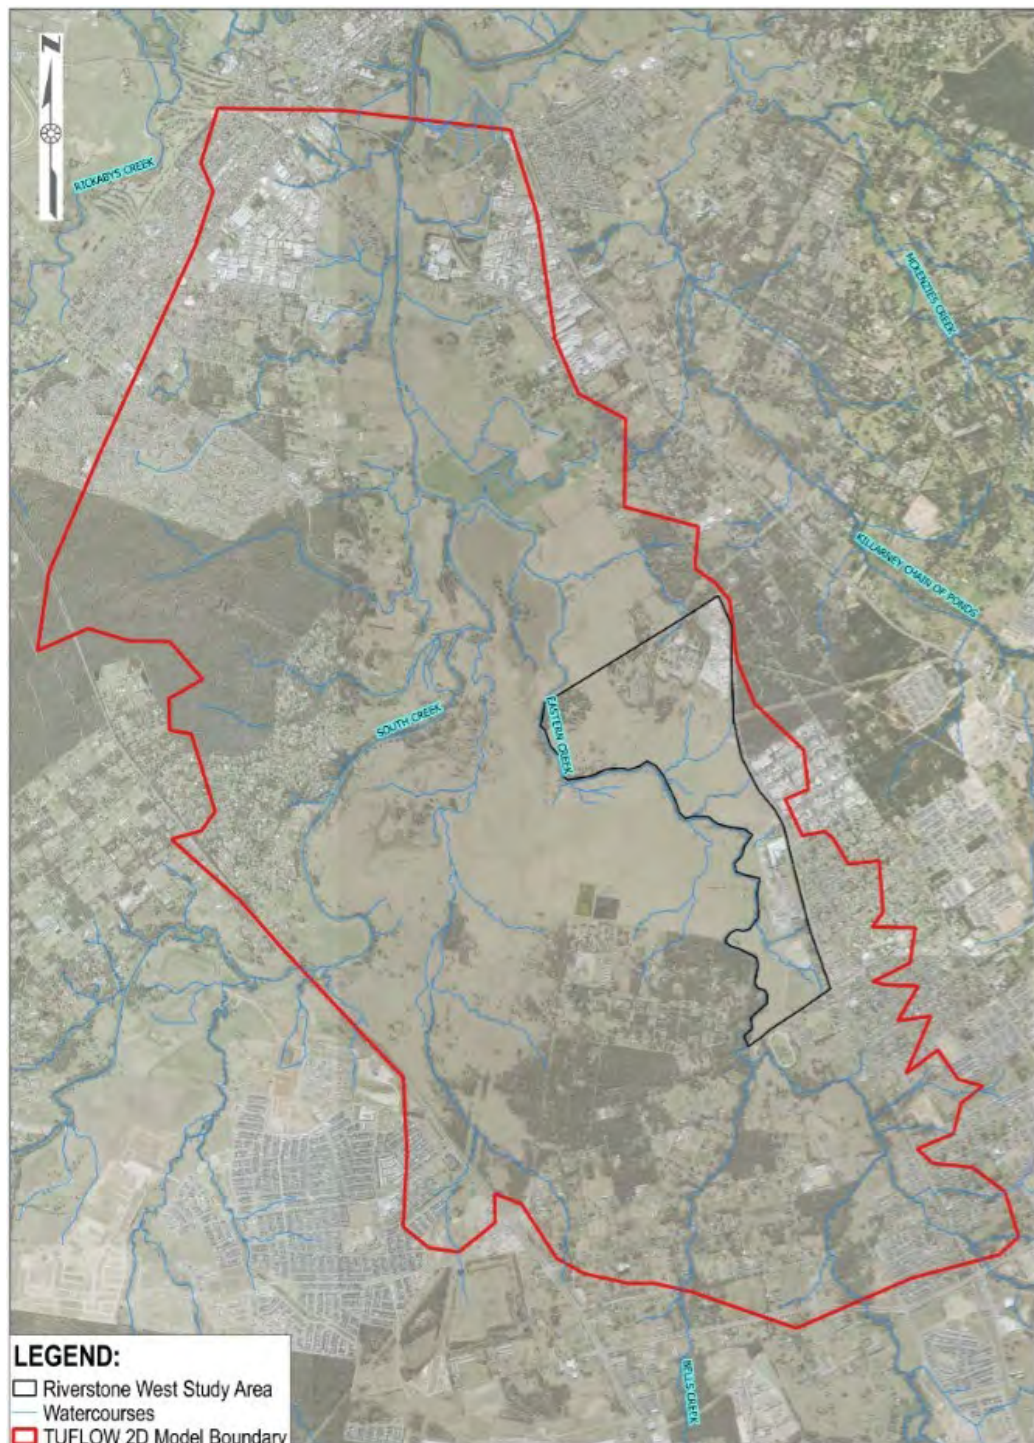 N
RICKABYS CREEK
MCKENZIES CREEK
KILLARNEY CHAIN OF PONDS
SOUTH CREEK
EASTERN CREEK
BELLS CREEK
LEGEND:
Riverstone West Study Area
Watercourses
TUFLOW 2D Model Boundary